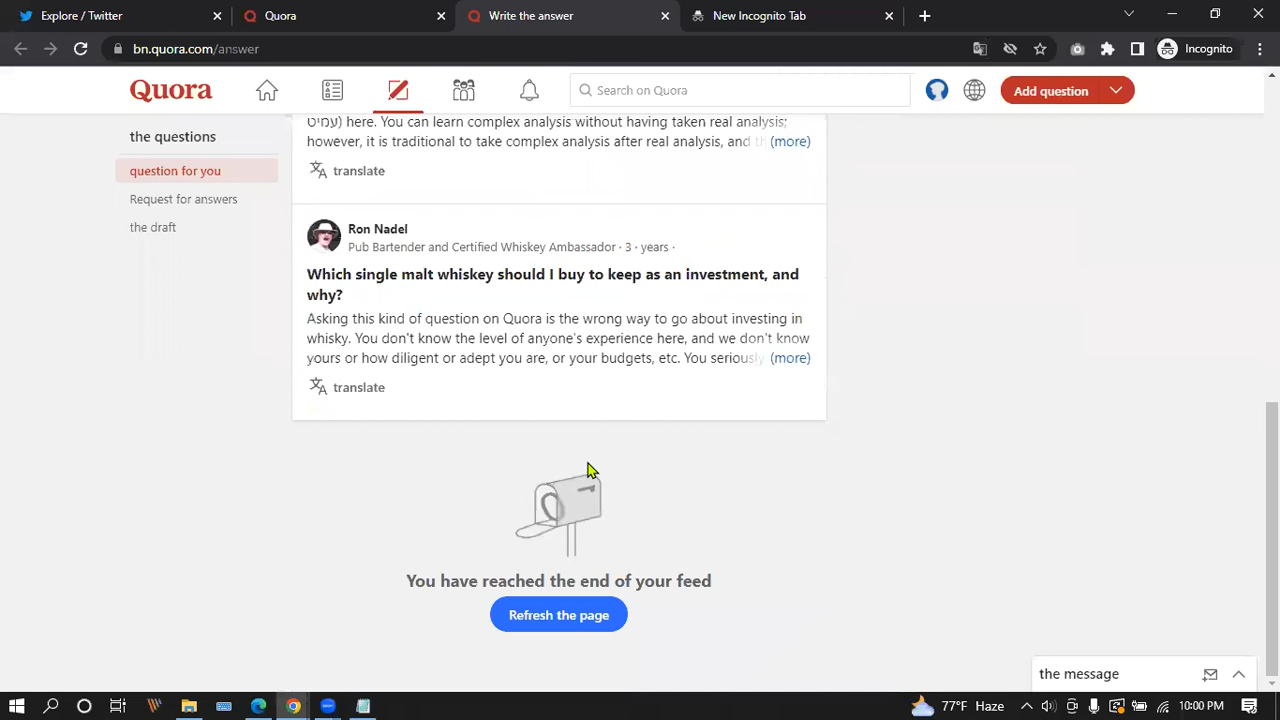 Explore / Twitter
Quora
Write the answer
New Incognito Tab
bn.quora.com/answer
Incognito
Quora
Search on Quora
Add question
the questions
question for you
Request for answers
the draft
(עמיט) here. You can learn complex analysis without having taken real analysis;
however, it is traditional to take complex analysis after real analysis, and (more)
translate
Ron Nadel
Pub Bartender and Certified Whiskey Ambassador · 3 · years ·
Which single malt whiskey should I buy to keep as an investment, and
why?
Asking this kind of question on Quora is the wrong way to go about investing in
whisky. You don't know the level of anyone's experience here, and we don't know
yours or how diligent or adept you are, or your budgets, etc. You seriously (more)
translate
You have reached the end of your feed
Refresh the page
the message
77°F Haze
10:00 PM